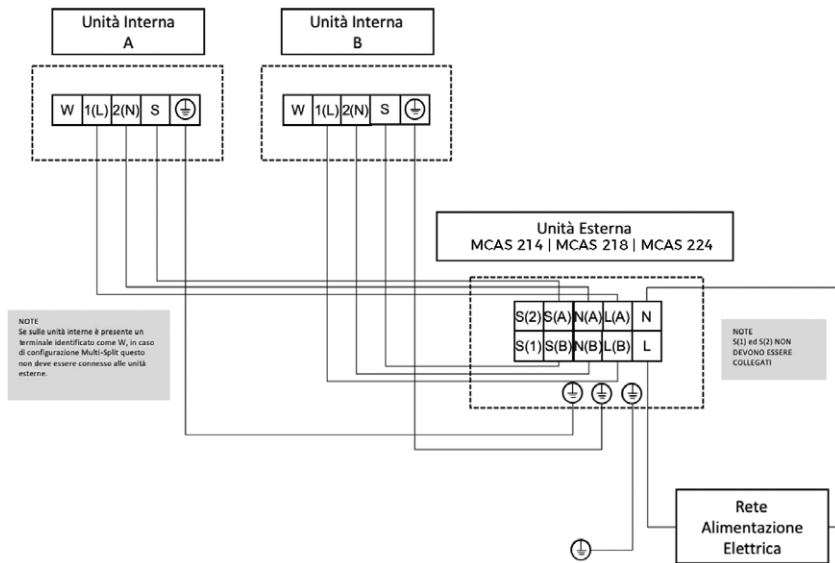 Unità Interna
A
Unità Interna
B
W 1(L) 2(N) S
W 1(L) 2(N) S
Unità Esterna
MCAS 214 | MCAS 218 | MCAS 224
S(2) S(A) N(A) L(A) N
S(1) S(B) N(B) L(B) L
NOTE
Se sulle unità interne è presente un
terminale identificato come W, in caso
di configurazione Multi-Split questo
non deve essere connesso alle unità
esterne.
NOTE
S(1) ed S(2) NON
DEVONO ESSERE
COLLEGATI
Rete
Alimentazione
Elettrica